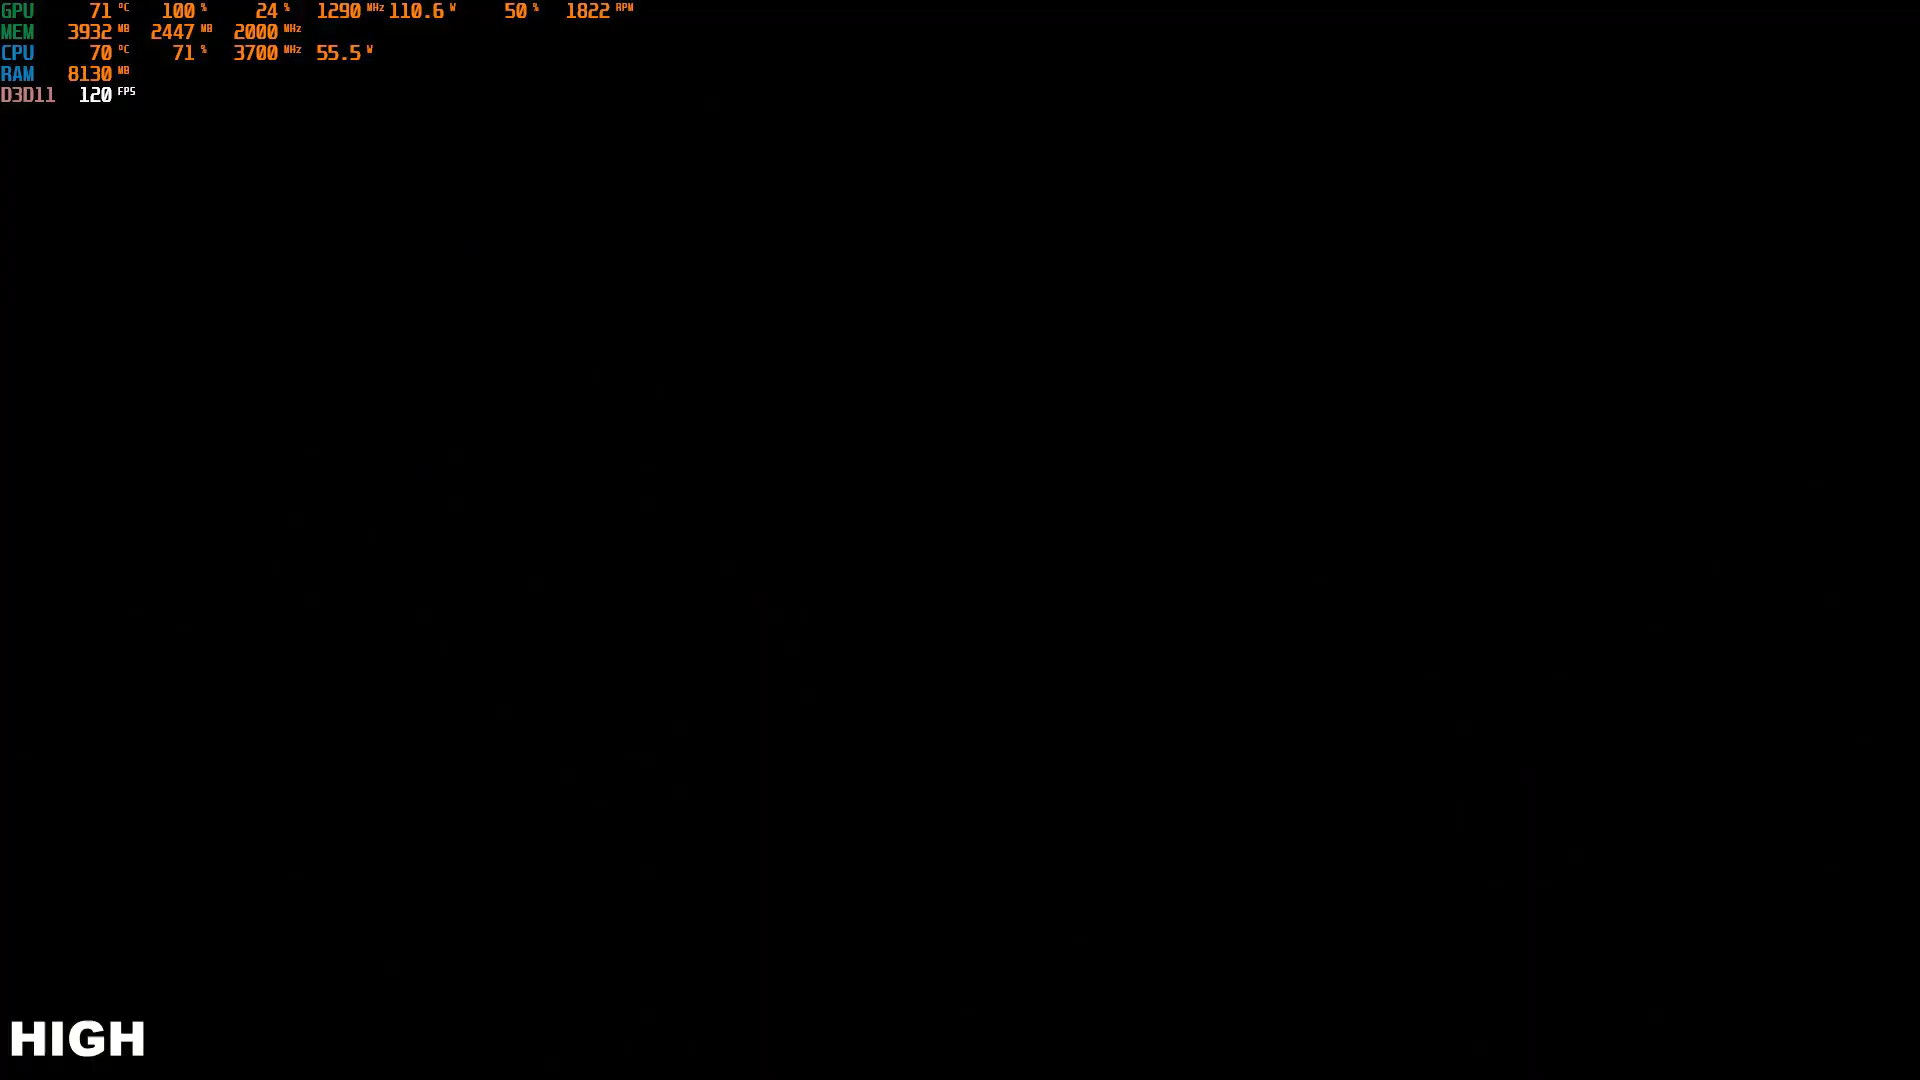 GPU 71 °C 100 % 24 % 1290 MHz 110.6 W 50 % 1822 RPM
MEM 3932 MB 2447 MB 2000 MHz
CPU 70 °C 71 % 3700 MHz 55.5 W
RAM 8130 MB
D3D11 120 FPS
HIGH